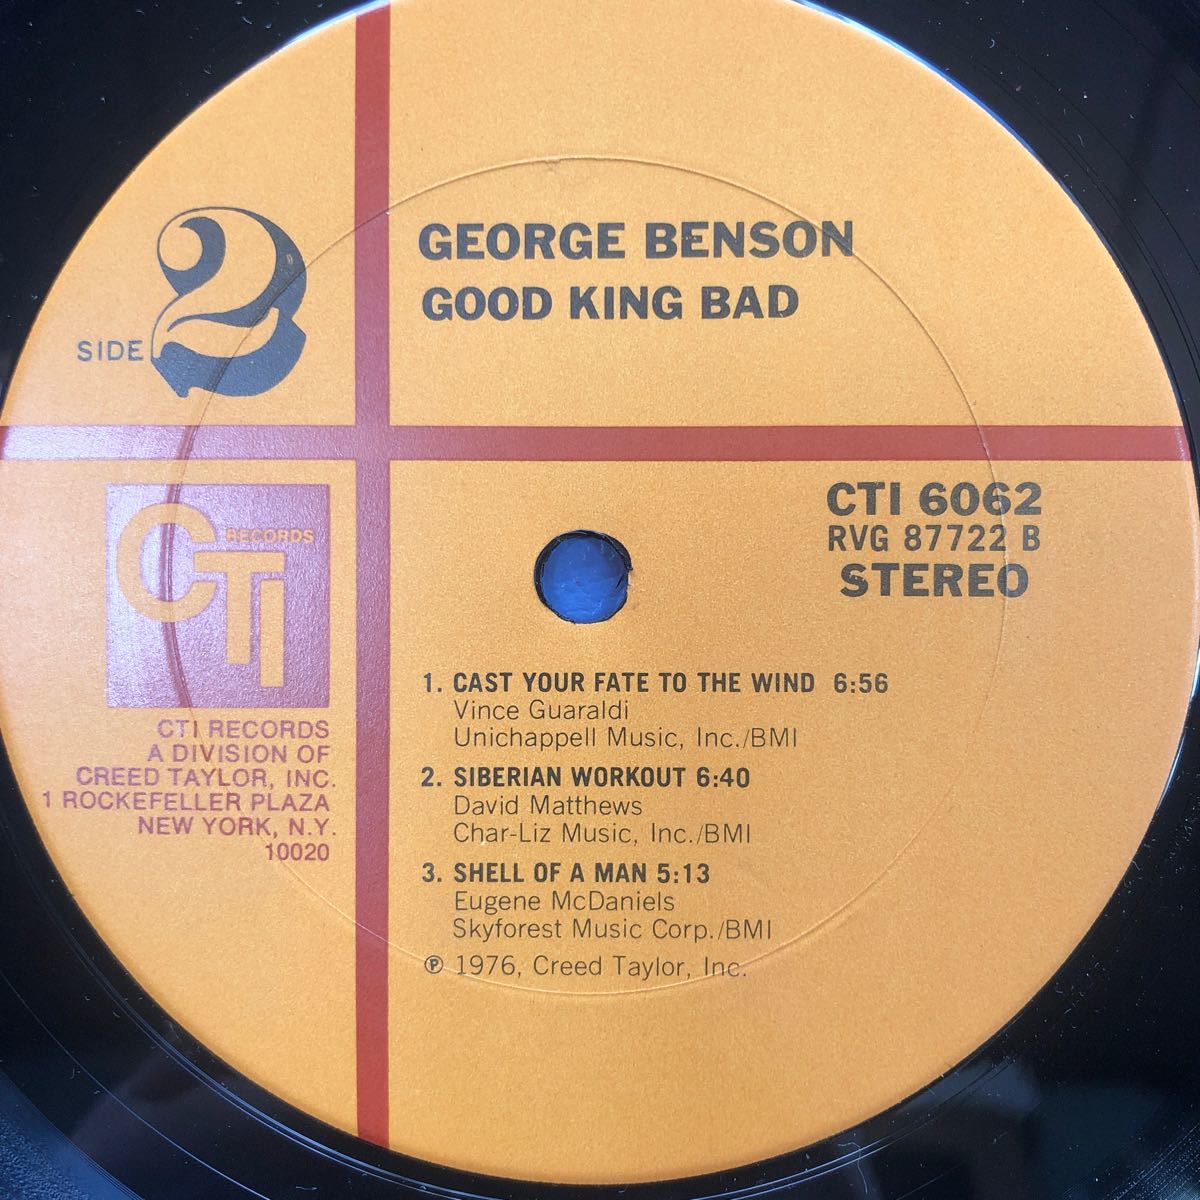 GEORGE BENSON
GOOD KING BAD
SIDE 2
CTI RECORDS
CTI RECORDS
A DIVISION OF
CREED TAYLOR, INC.
1 ROCKEFELLER PLAZA
NEW YORK, N.Y.
10020
CTI 6062
RVG 87722 B
STEREO
1. CAST YOUR FATE TO THE WIND 6:56
Vince Guaraldi
Unichappell Music, Inc./BMI
2. SIBERIAN WORKOUT 6:40
David Matthews
Char-Liz Music, Inc./BMI
3. SHELL OF A MAN 5:13
Eugene McDaniels
Skyforest Music Corp./BMI
℗ 1976, Creed Taylor, Inc.